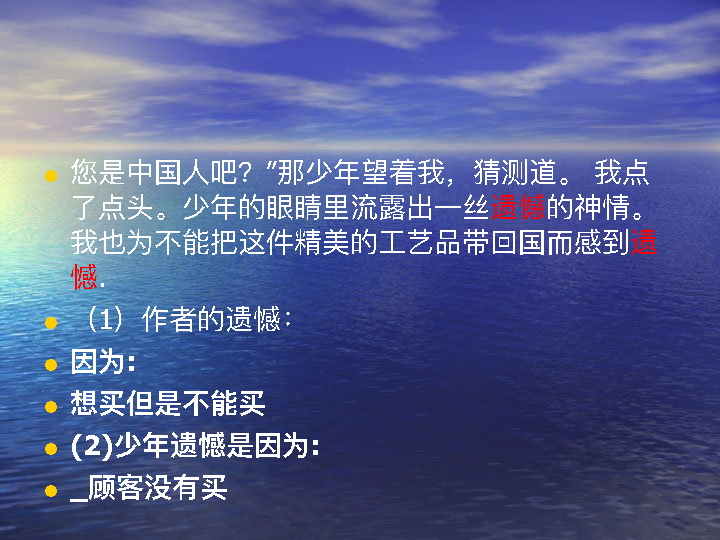 您是中国人吧？”那少年望着我，猜测道。 我点
了点头。少年的眼睛里流露出一丝遗憾的神情。
我也为不能把这件精美的工艺品带回国而感到遗
憾.
（1）作者的遗憾：
因为:
想买但是不能买
(2)少年遗憾是因为:
_顾客没有买